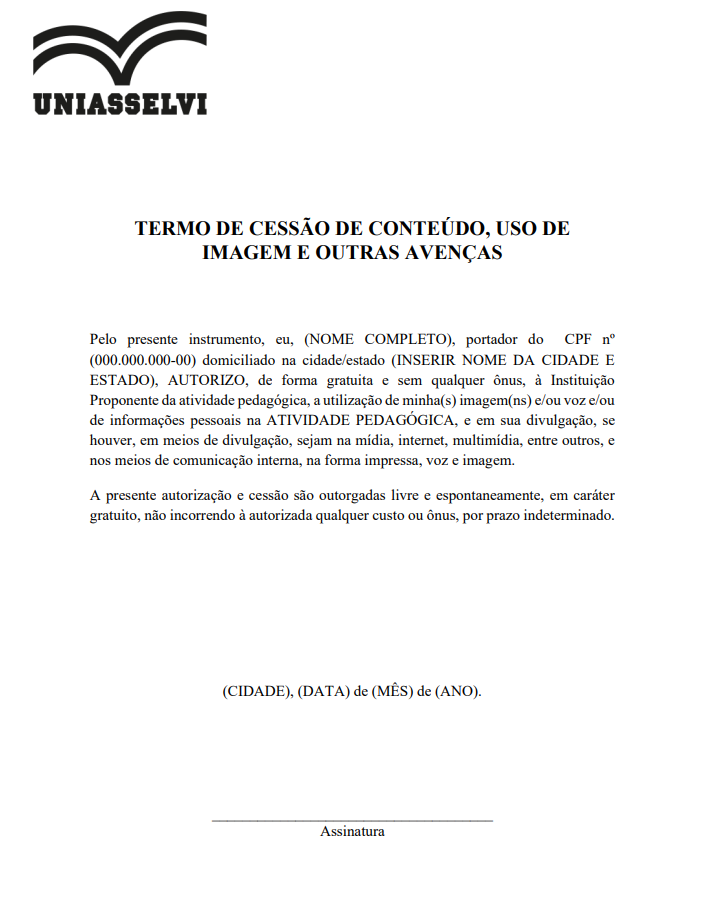 UNIASSELVI
TERMO DE CESSÃO DE CONTEÚDO, USO DE
IMAGEM E OUTRAS AVENÇAS
Pelo presente instrumento, eu, (NOME COMPLETO), portador do CPF nº
(000.000.000-00) domiciliado na cidade/estado (INSERIR NOME DA CIDADE E
ESTADO), AUTORIZO, de forma gratuita e sem qualquer ônus, à Instituição
Proponente da atividade pedagógica, a utilização de minha(s) imagem(ns) e/ou voz e/ou
de informações pessoais na ATIVIDADE PEDAGÓGICA, e em sua divulgação, se
houver, em meios de divulgação, sejam na mídia, internet, multimídia, entre outros, e
nos meios de comunicação interna, na forma impressa, voz e imagem.
A presente autorização e cessão são outorgadas livre e espontaneamente, em caráter
gratuito, não incorrendo à autorizada qualquer custo ou ônus, por prazo indeterminado.
(CIDADE), (DATA) de (MÊS) de (ANO).
Assinatura